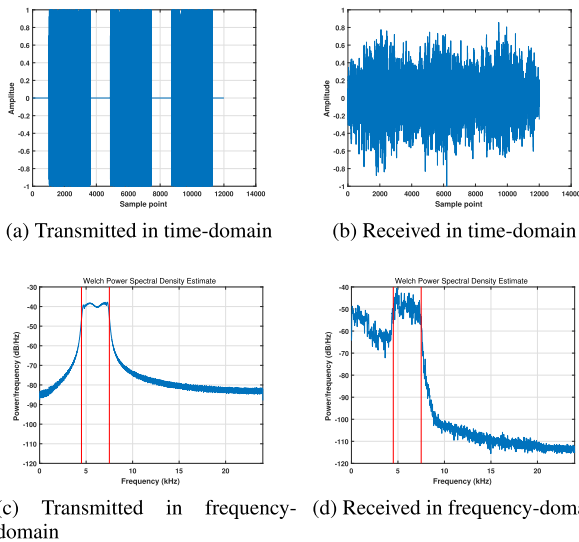 1
0.8
0.6
0.4
0.2
0
-0.2
-0.4
-0.6
-0.8
-1
0 2000 4000 6000 8000 10000 12000 14000
Amplitue
Sample point
(a) Transmitted in time-domain
1
0.8
0.6
0.4
0.2
0
-0.2
-0.4
-0.6
-0.8
-1
0 2000 4000 6000 8000 10000 12000 14000
Amplitude
Sample point
(b) Received in time-domain
Welch Power Spectral Density Estimate
-30
-40
-50
-60
-70
-80
-90
-100
-110
-120
0 5 10 15 20
Power/frequency (dB/Hz)
Frequency (kHz)
(c) Transmitted in frequency-
domain
Welch Power Spectral Density Estimate
-40
-50
-60
-70
-80
-90
-100
-110
-120
0 5 10 15 20
Power/frequency (dB/Hz)
Frequency (kHz)
(d) Received in frequency-doma